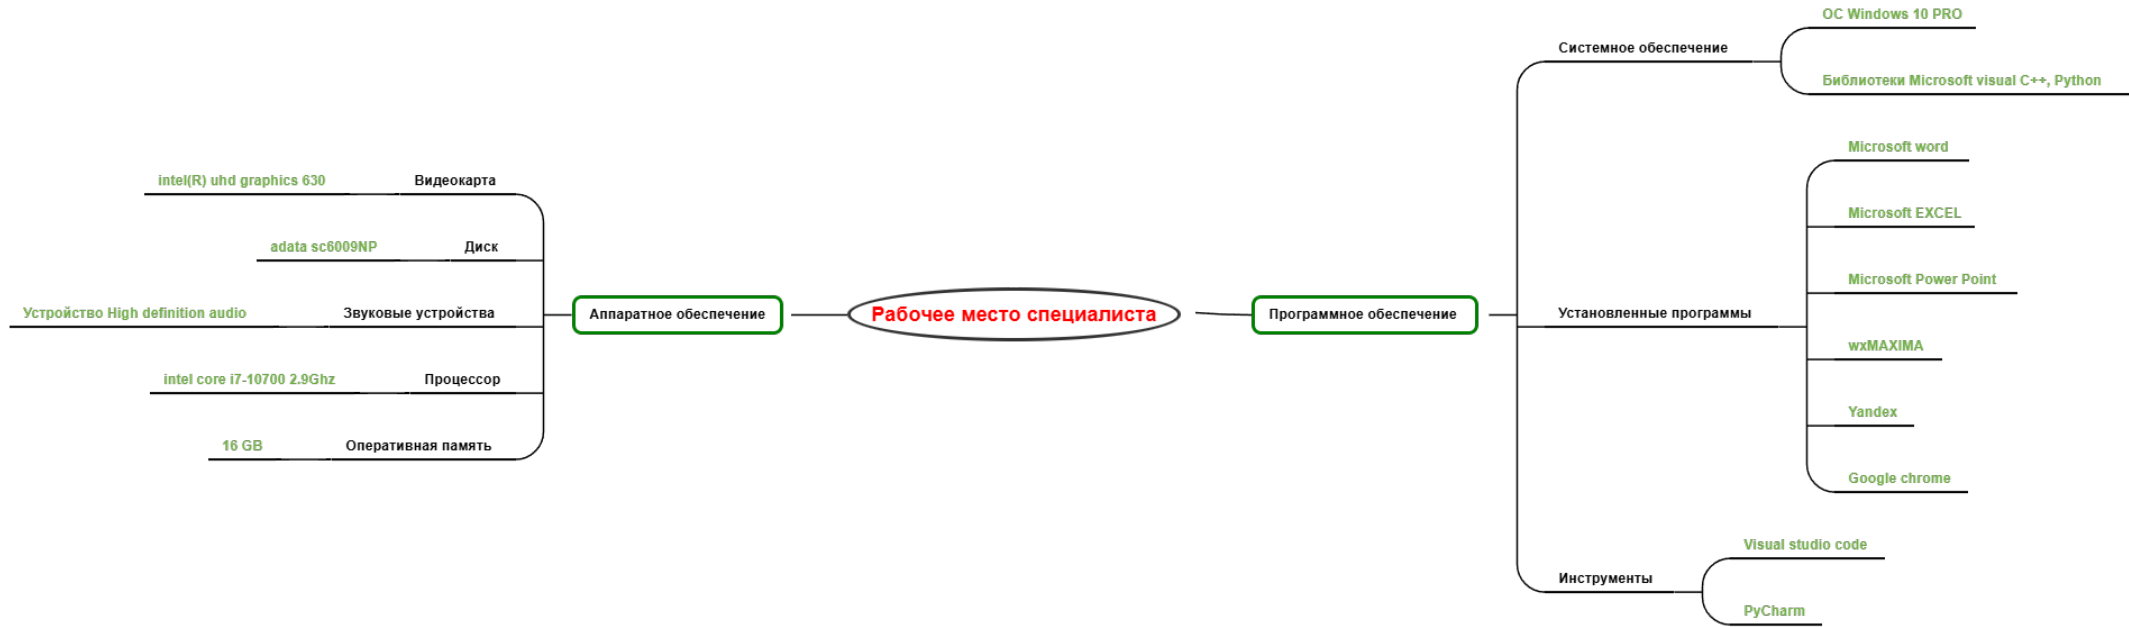 Рабочее место специалиста
Аппаратное обеспечение
Видеокарта
intel(R) uhd graphics 630
Диск
adata sc6009NP
Звуковые устройства
Устройство High definition audio
Процессор
intel core i7-10700 2.9Ghz
Оперативная память
16 GB
Программное обеспечение
Системное обеспечение
ОС Windows 10 PRO
Библиотеки Microsoft visual C++, Python
Установленные программы
Microsoft word
Microsoft EXCEL
Microsoft Power Point
wxMAXIMA
Yandex
Google chrome
Инструменты
Visual studio code
PyCharm